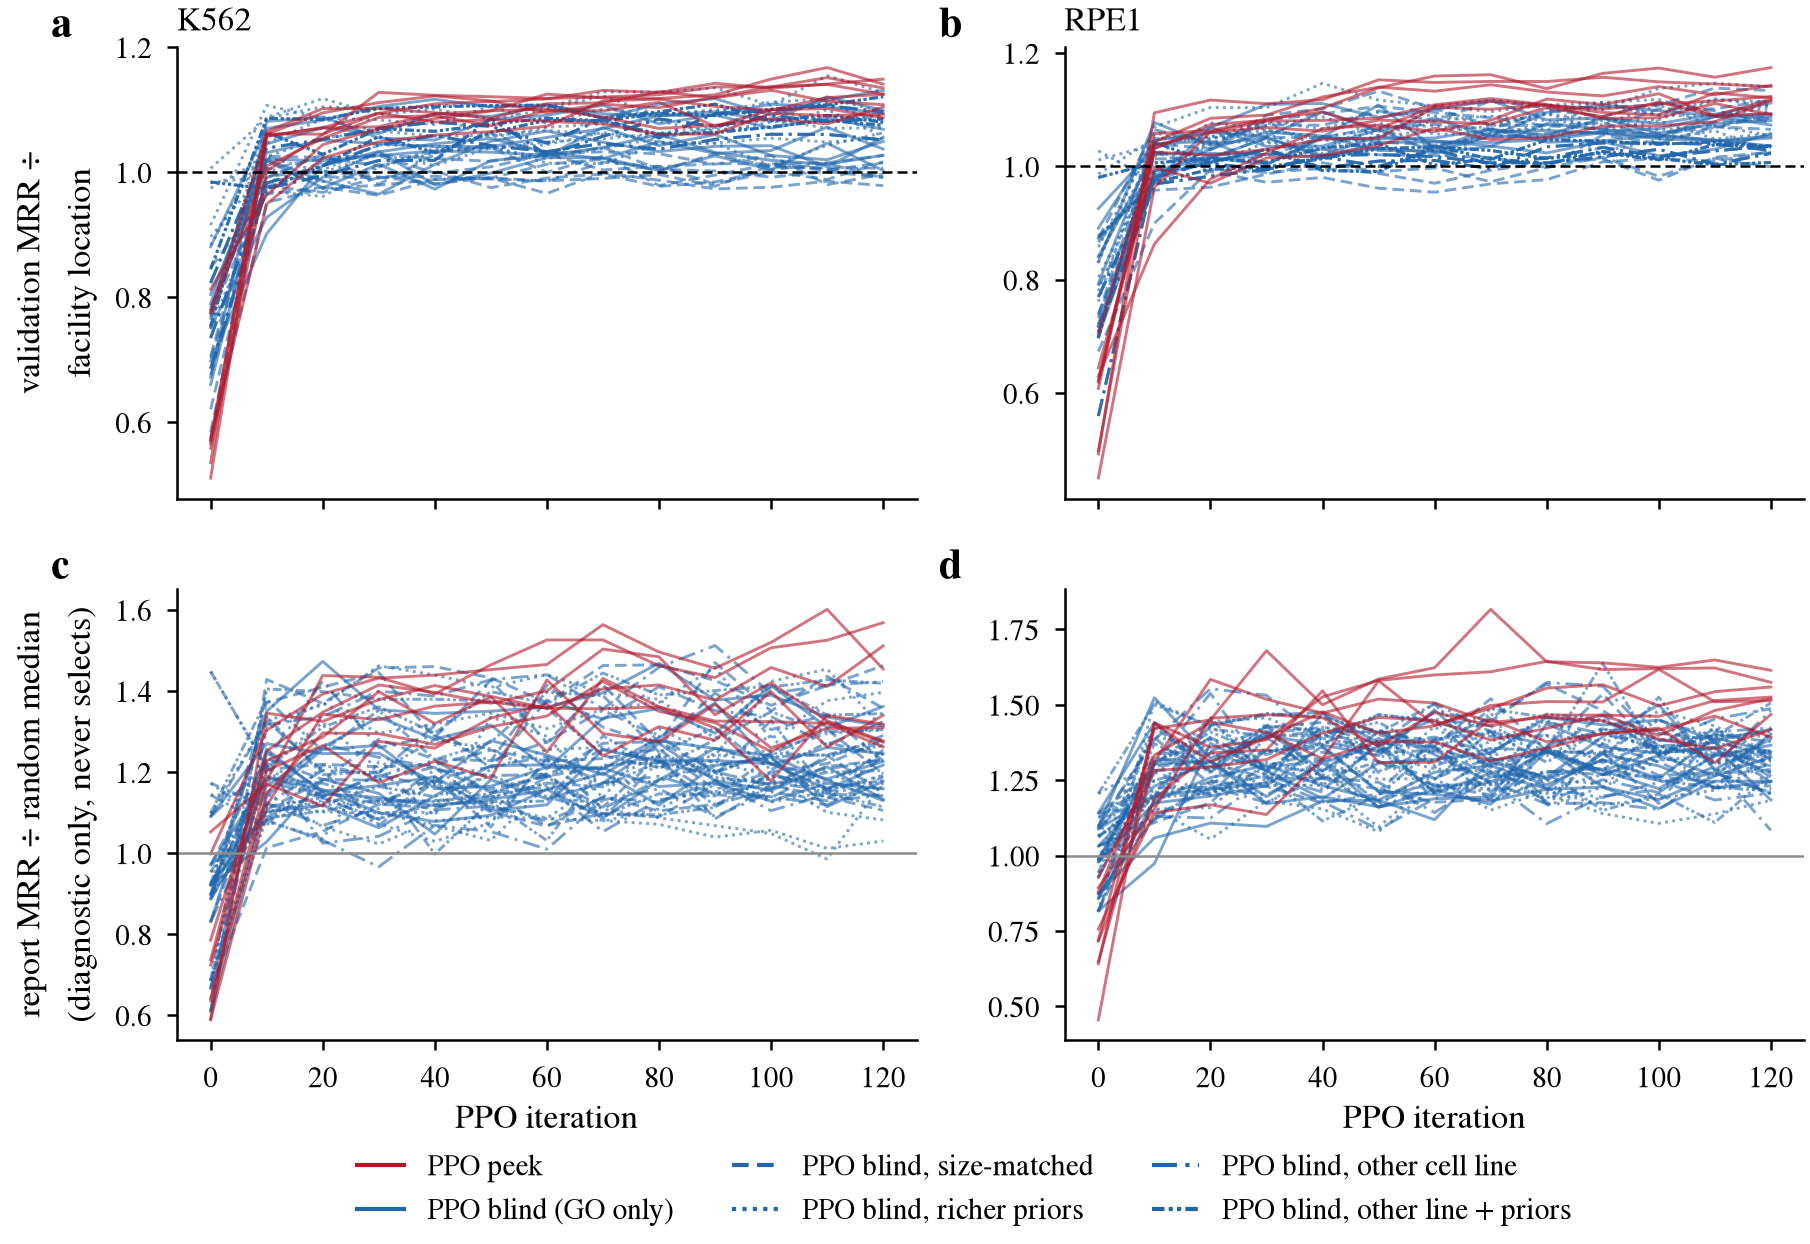 a K562
b RPE1
validation MRR ÷
facility location
1.2
1.0
0.8
0.6
1.2
1.0
0.8
0.6
c
d
report MRR ÷ random median
(diagnostic only, never selects)
1.6
1.4
1.2
1.0
0.8
0.6
1.75
1.50
1.25
1.00
0.75
0.50
0 20 40 60 80 100 120
0 20 40 60 80 100 120
PPO iteration
PPO iteration
PPO peek
PPO blind (GO only)
PPO blind, size-matched
PPO blind, richer priors
PPO blind, other cell line
PPO blind, other line + priors